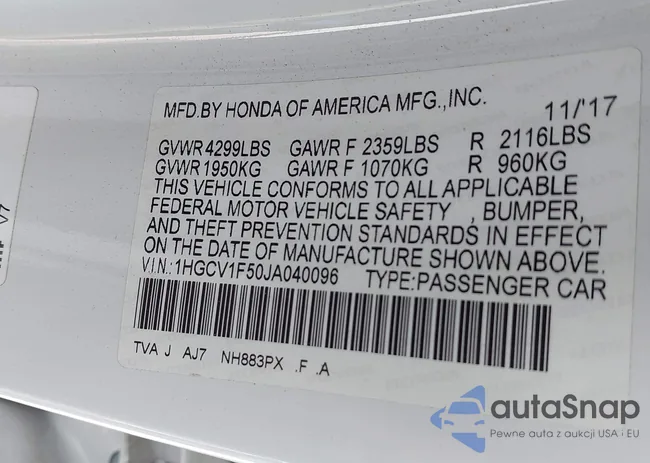 MFD.BY HONDA OF AMERICA MFG.,INC. 11/'17
GVWR 4299LBS GAWR F 2359LBS R 2116LBS
GVWR 1950KG GAWR F 1070KG R 960KG
THIS VEHICLE CONFORMS TO ALL APPLICABLE
FEDERAL MOTOR VEHICLE SAFETY , BUMPER,
AND THEFT PREVENTION STANDARDS IN EFFECT
ON THE DATE OF MANUFACTURE SHOWN ABOVE.
V.I.N.:1HGCV1F50JA040096 TYPE:PASSENGER CAR
TVA J AJ7 NH883PX .F .A
autaSnap
Pewne auta z aukcji USA i EU